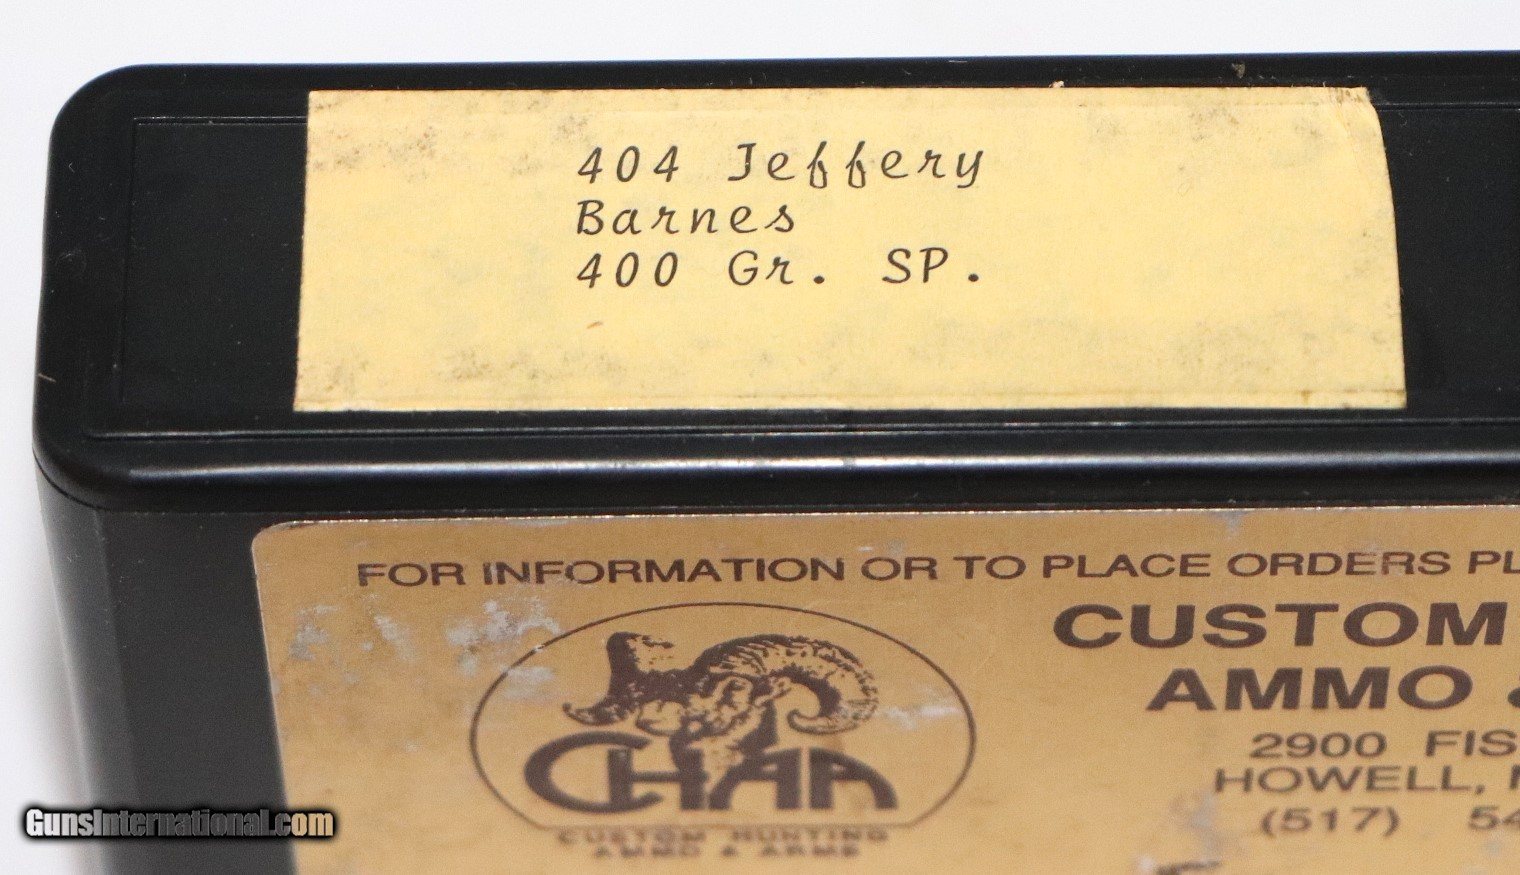 404 Jeffery
Barnes
400 Gr. SP.
FOR INFORMATION OR TO PLACE ORDERS
CUSTOM
AMMO
2900
HOWELL,
(517)
CHAA
CUSTOM HUNTING
AMMO & ARMS
GunsInternational.com